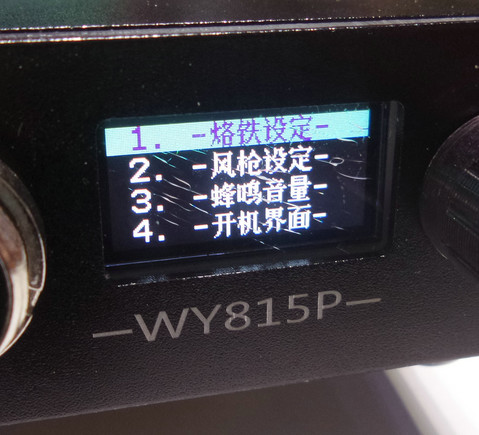 1. -烙铁设定-
2. -风枪设定-
3. -蜂鸣音量-
4. -开机界面-
—WY815P—